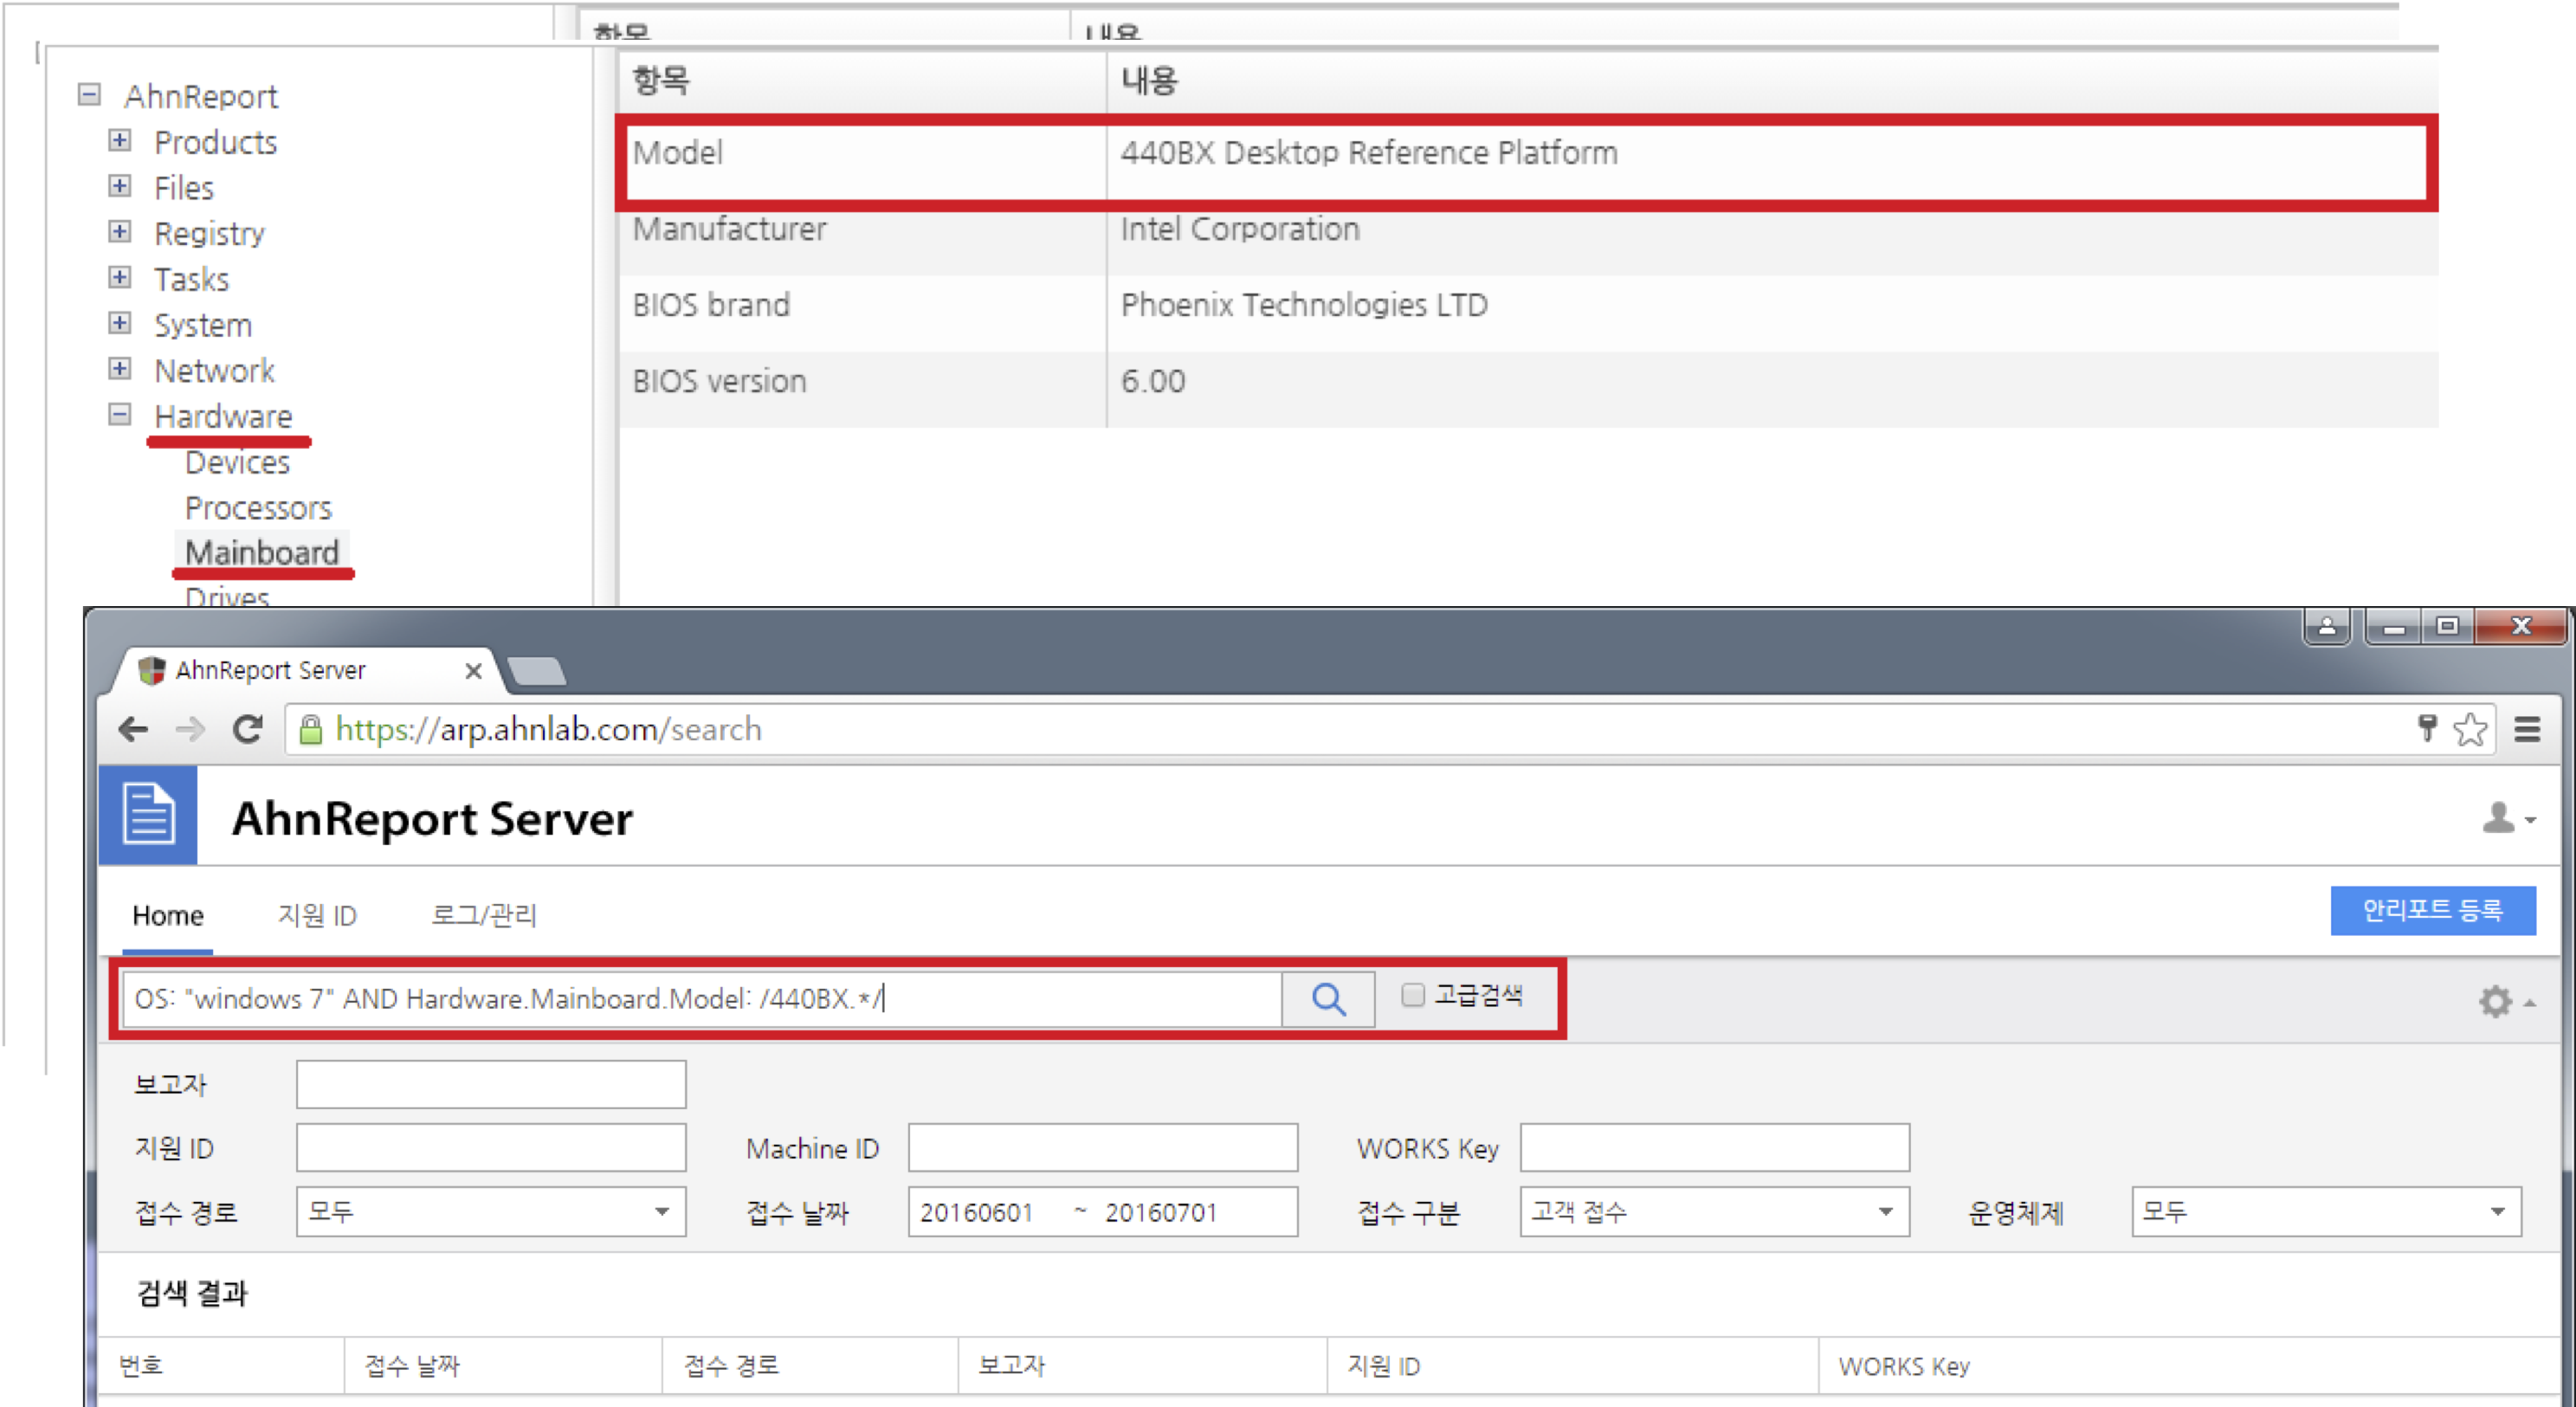 항목 내용
항목 내용
AhnReport
Products
Files
Registry
Tasks
System
Network
Hardware
Devices
Processors
Mainboard
Drives
Model 440BX Desktop Reference Platform
Manufacturer Intel Corporation
BIOS brand Phoenix Technologies LTD
BIOS version 6.00
AhnReport Server
https://arp.ahnlab.com/search
AhnReport Server
Home 지원 ID 로그/관리 안리포트 등록
OS: "windows 7" AND Hardware.Mainboard.Model: /440BX.*/ 고급검색
보고자
지원 ID Machine ID WORKS Key
접수 경로 모두 접수 날짜 20160601 ~ 20160701 접수 구분 고객 접수 운영체제 모두
검색 결과
번호 접수 날짜 접수 경로 보고자 지원 ID WORKS Key